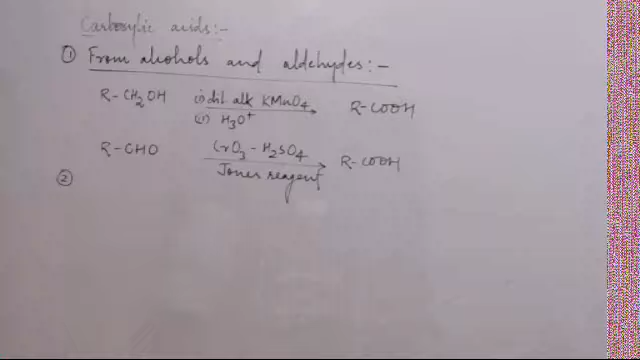 Carboxylic acids:-
① From alcohols and aldehydes:-
R-CH2OH (i) dil alk KMnO4 R-COOH
(ii) H3O+
R-CHO CrO3-H2SO4 R-COOH
Jones reagent
②